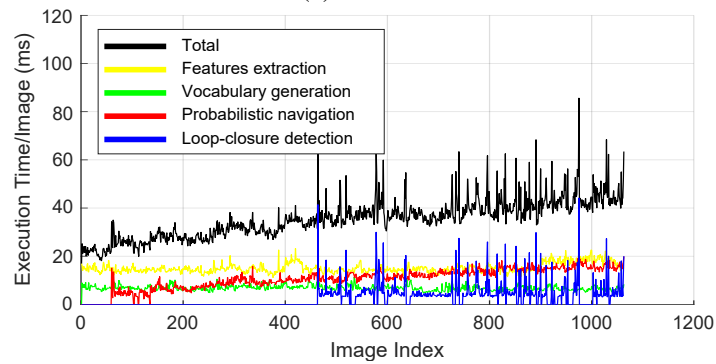 120
100
80
60
40
20
0
Execution Time/Image (ms)
Total
Features extraction
Vocabulary generation
Probabilistic navigation
Loop-closure detection
0 200 400 600 800 1000 1200
Image Index